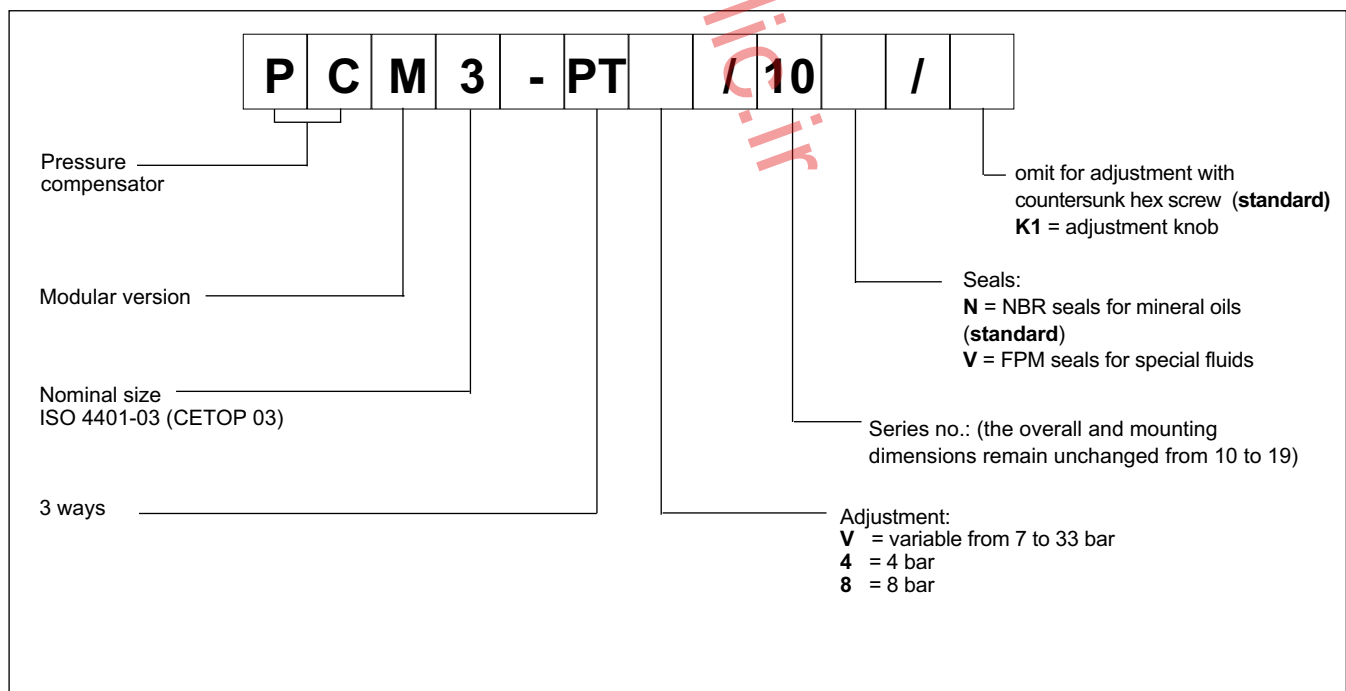 P C M 3 - PT / 10 /
Pressure
compensator
Modular version
Nominal size
ISO 4401-03 (CETOP 03)
3 ways
omit for adjustment with
countersunk hex screw (standard)
K1 = adjustment knob
Seals:
N = NBR seals for mineral oils
(standard)
V = FPM seals for special fluids
Series no.: (the overall and mounting
dimensions remain unchanged from 10 to 19)
Adjustment:
V = variable from 7 to 33 bar
4 = 4 bar
8 = 8 bar
lic.ir